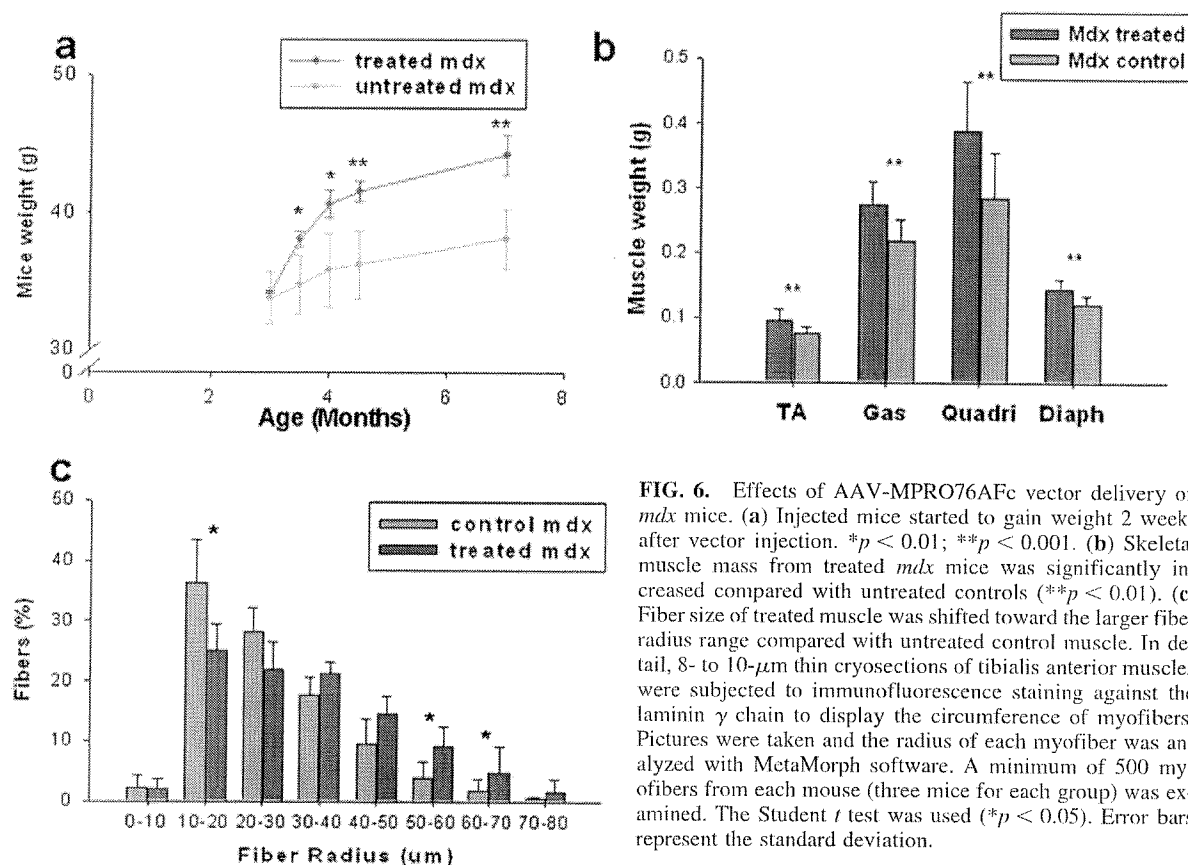 a
treated mdx
untreated mdx
50
40
30
0
Mice weight (g)
*
*
**
**
0
2
4
6
8
Age (Months)
b
Mdx treated
Mdx control
0.5
0.4
0.3
0.2
0.1
0.0
Muscle weight (g)
**
**
**
**
TA
Gas
Quadri
Diaph
c
control mdx
treated mdx
60
50
40
30
20
10
0
Fibers (%)
*
*
*
0-10
10-20
20-30
30-40
40-50
50-60
60-70
70-80
Fiber Radius (um)
FIG. 6. Effects of AAV-MPRO76AFc vector delivery o
mdx mice. (a) Injected mice started to gain weight 2 week
after vector injection. *p < 0.01; **p < 0.001. (b) Skeleta
muscle mass from treated mdx mice was significantly in-
creased compared with untreated controls (**p < 0.01). (c
Fiber size of treated muscle was shifted toward the larger fibe
radius range compared with untreated control muscle. In de
tail, 8- to 10-μm thin cryosections of tibialis anterior muscle
were subjected to immunofluorescence staining against the
laminin γ chain to display the circumference of myofibers
Pictures were taken and the radius of each myofiber was an
alyzed with MetaMorph software. A minimum of 500 my
ofibers from each mouse (three mice for each group) was ex
amined. The Student t test was used (*p < 0.05). Error bars
represent the standard deviation.